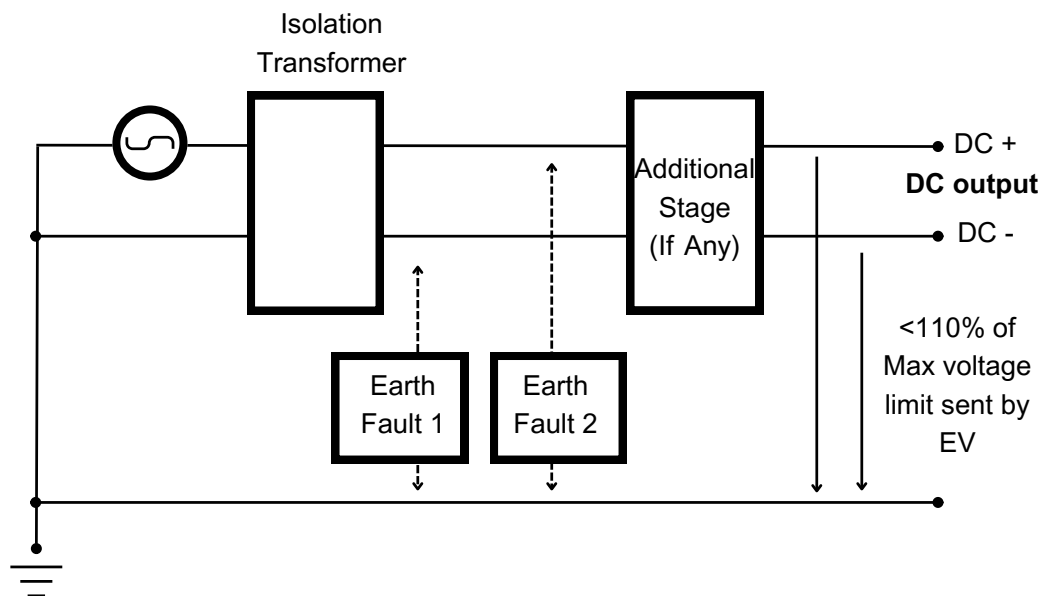 Isolation
Transformer
Additional
Stage
(If Any)
DC +
DC output
DC -
Earth
Fault 1
Earth
Fault 2
<110% of
Max voltage
limit sent by
EV